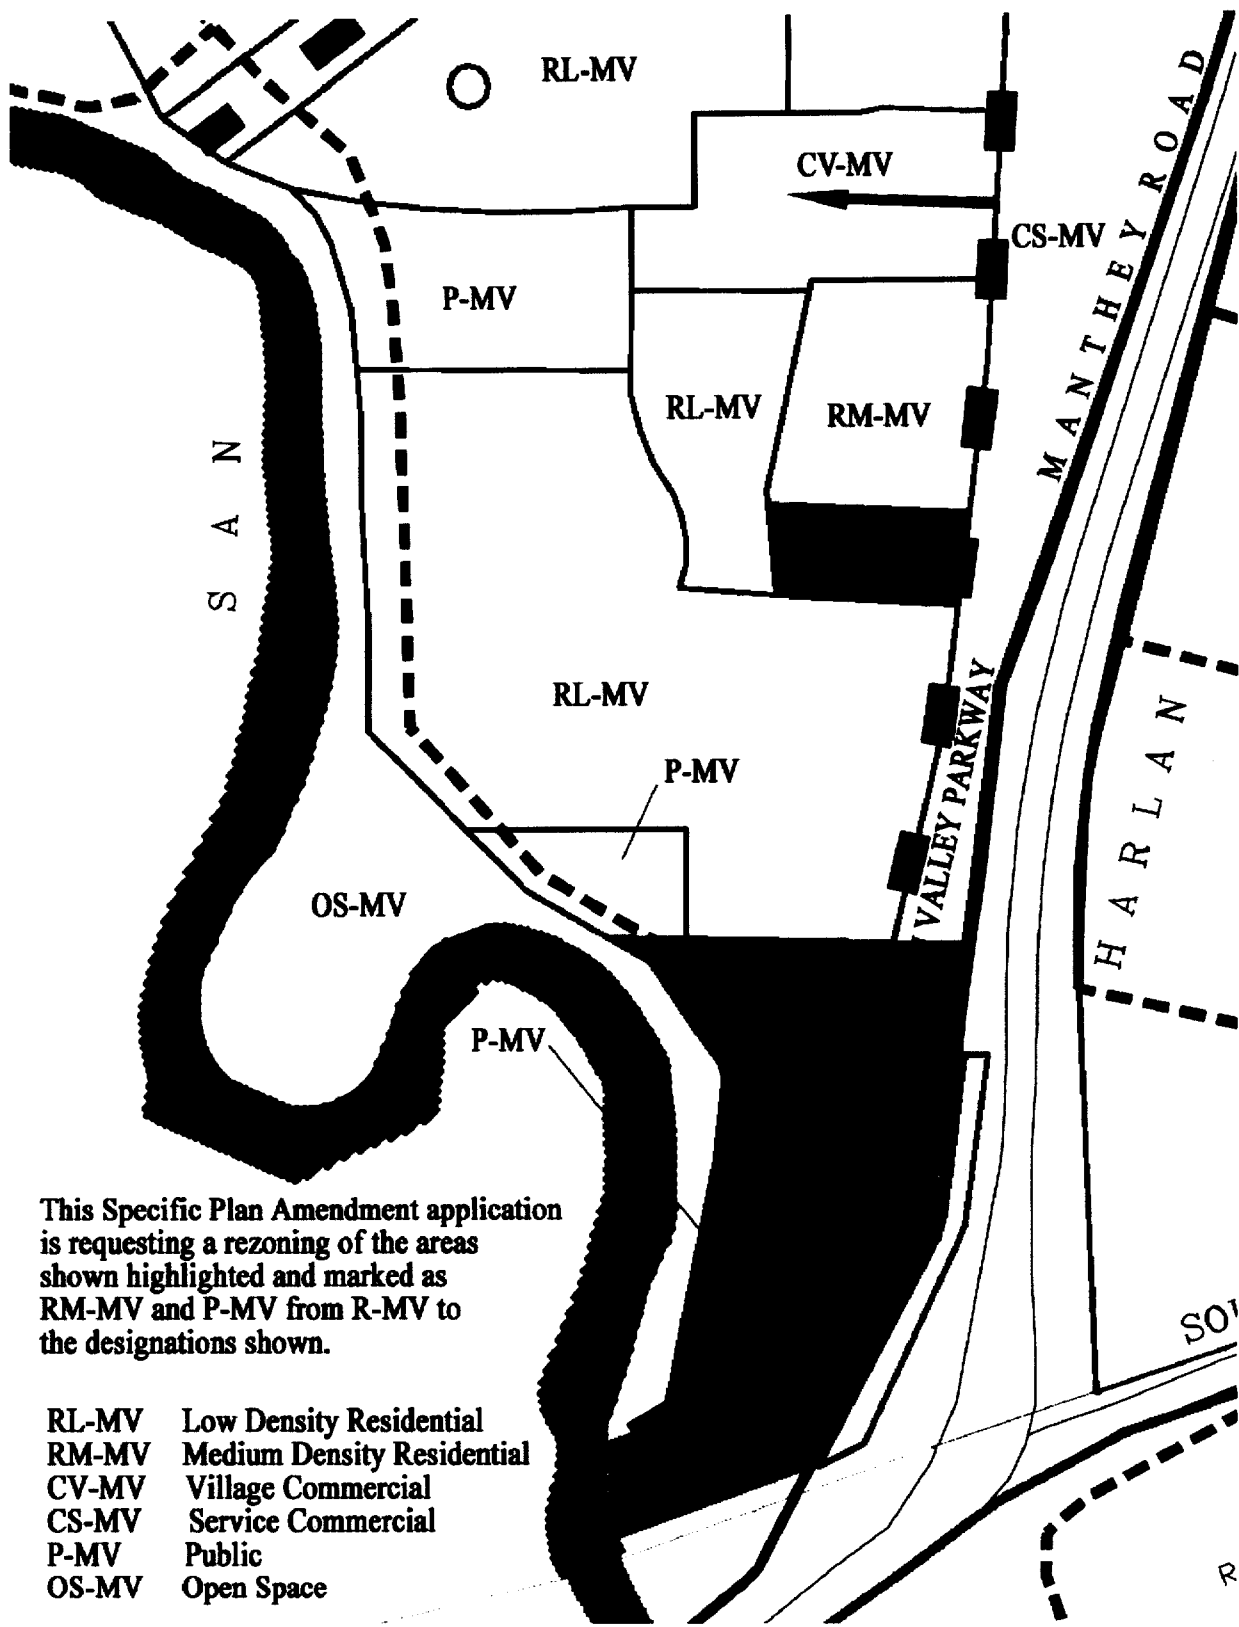 RL-MV
CV-MV
CS-MV
MANTHEY ROAD
P-MV
RL-MV
RM-MV
SAN
RL-MV
P-MV
VALLEY PARKWAY
HARLAN
OS-MV
P-MV
This Specific Plan Amendment application
is requesting a rezoning of the areas
shown highlighted and marked as
RM-MV and P-MV from R-MV to
the designations shown.
RL-MV Low Density Residential
RM-MV Medium Density Residential
CV-MV Village Commercial
CS-MV Service Commercial
P-MV Public
OS-MV Open Space